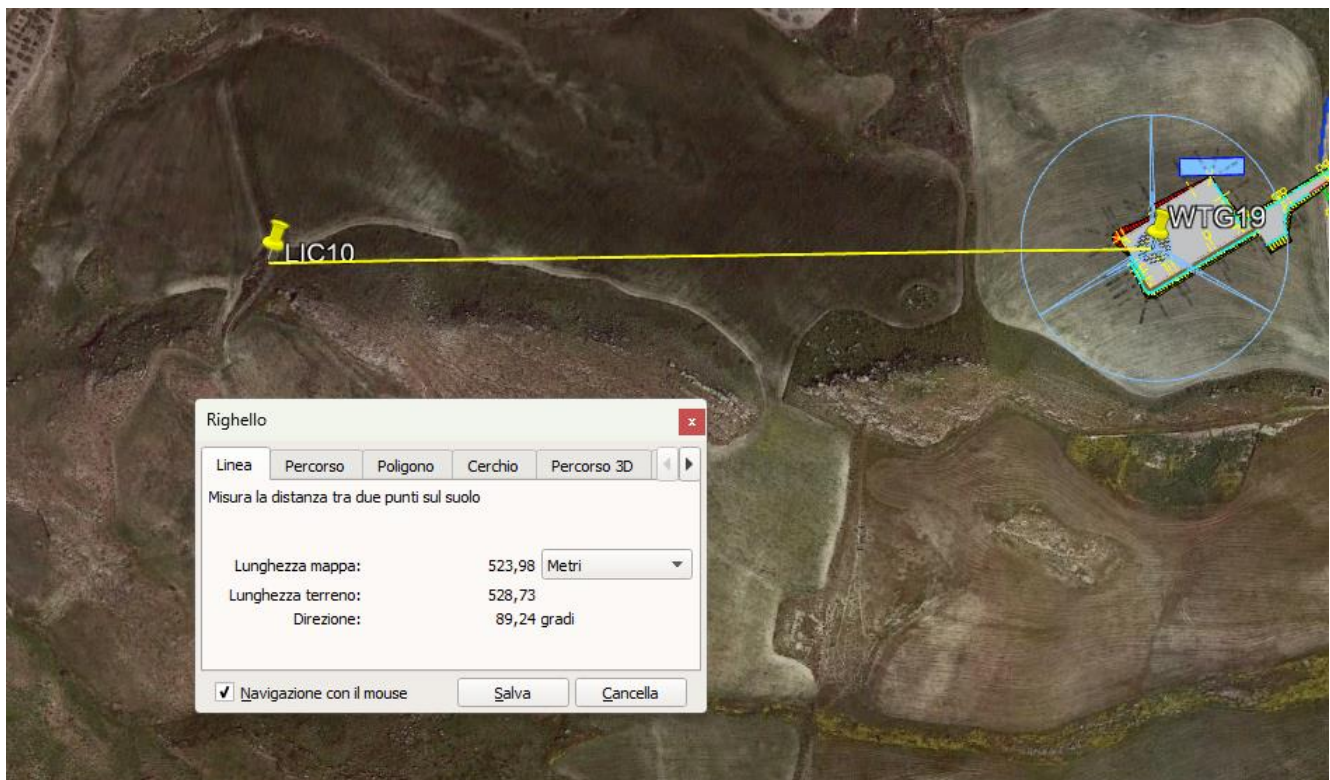 WTG19
LIC10
Righello
x
Linea Percorso Poligono Cerchio Percorso 3D
Misura la distanza tra due punti sul suolo
Lunghezza mappa: 523,98 Metri
Lunghezza terreno: 528,73
Direzione: 89,24 gradi
Navigazione con il mouse Salva Cancella